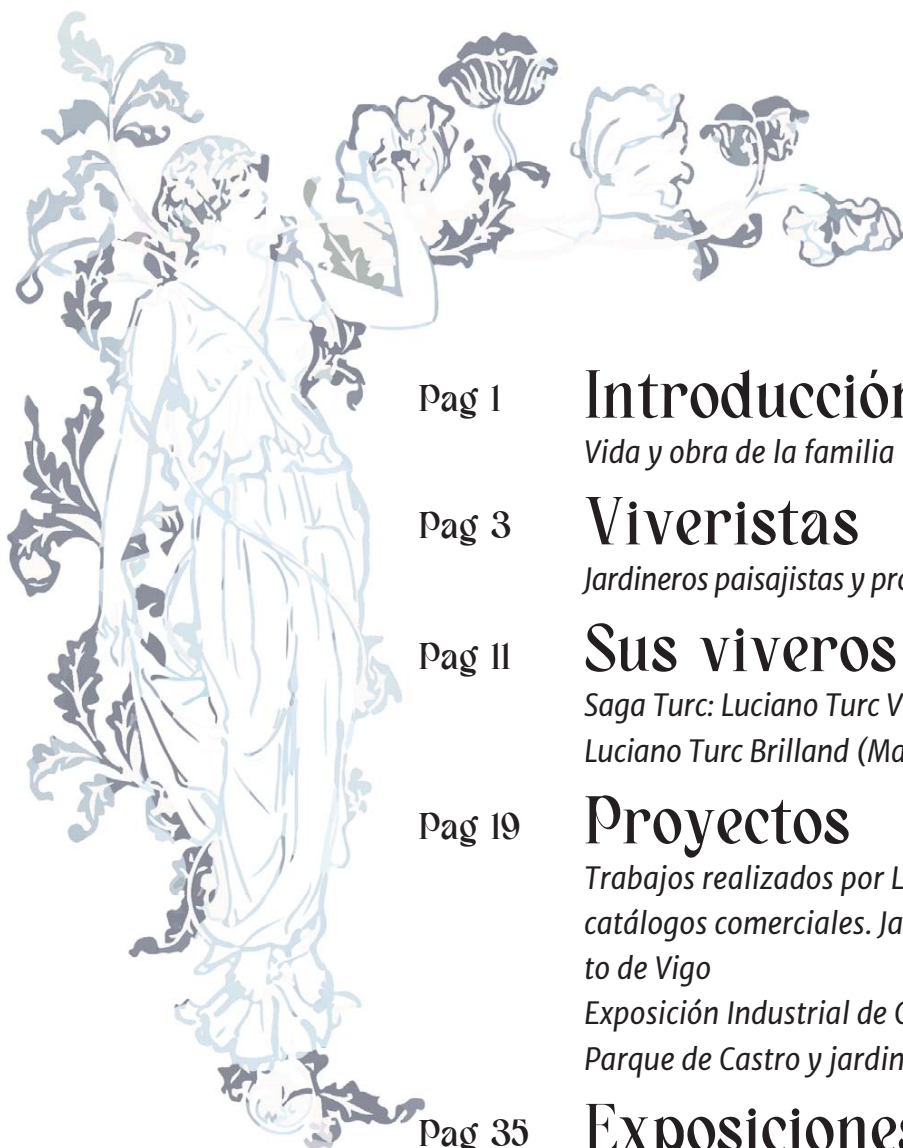 Pag 1 Introducción
Vida y obra de la familia
Pag 3 Viveristas
Jardineros paisajistas y pro
Pag 11 Sus viveros
Saga Turc: Luciano Turc V
Luciano Turc Brilland (Ma
Pag 19 Proyectos
Trabajos realizados por L
catálogos comerciales. Ja
to de Vigo
Exposición Industrial de
Parque de Castro y jardin
Pag 35 Exposiciones